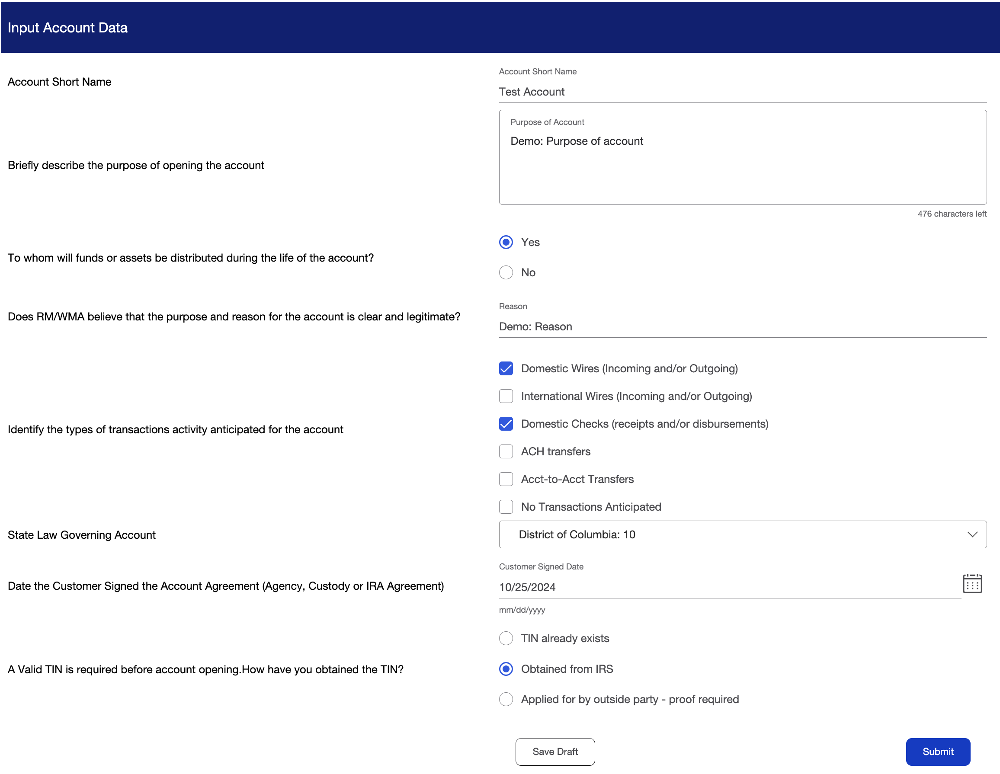 Input Account Data
Account Short Name
Account Short Name
Test Account
Briefly describe the purpose of opening the account
Purpose of Account
Demo: Purpose of account
476 characters left
To whom will funds or assets be distributed during the life of the account?
Yes
No
Does RM/WMA believe that the purpose and reason for the account is clear and legitimate?
Reason
Demo: Reason
Identify the types of transactions activity anticipated for the account
Domestic Wires (Incoming and/or Outgoing)
International Wires (Incoming and/or Outgoing)
Domestic Checks (receipts and/or disbursements)
ACH transfers
Acct-to-Acct Transfers
No Transactions Anticipated
State Law Governing Account
District of Columbia: 10
Date the Customer Signed the Account Agreement (Agency, Custody or IRA Agreement)
Customer Signed Date
10/25/2024
mm/dd/yyyy
A Valid TIN is required before account opening.How have you obtained the TIN?
TIN already exists
Obtained from IRS
Applied for by outside party - proof required
Save Draft
Submit